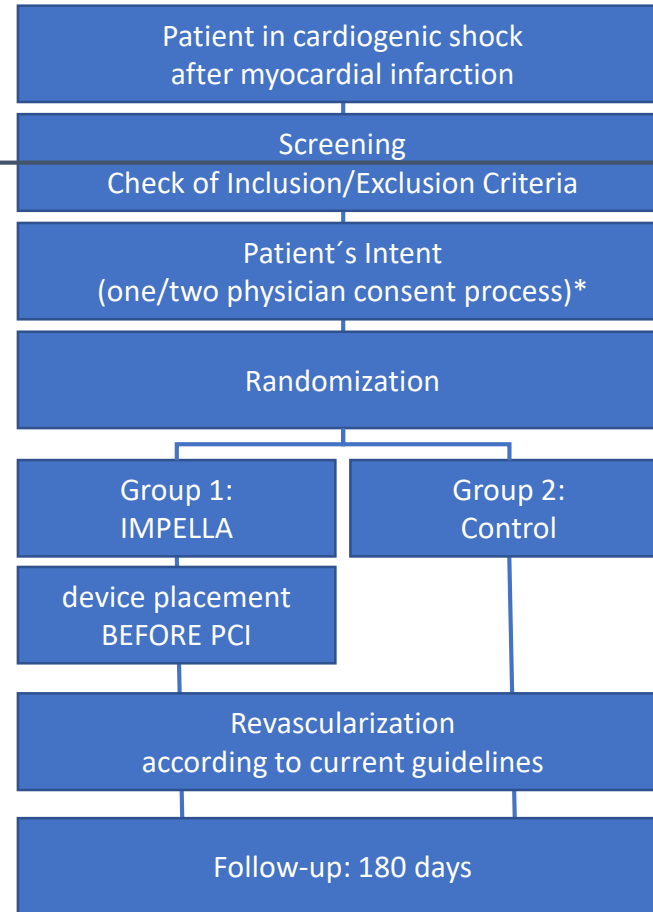 Patient in cardiogenic shock
after myocardial infarction
Screening
Check of Inclusion/Exclusion Criteria
Patient´s Intent
(one/two physician consent process)*
Randomization
Group 1:
IMPELLA
Group 2:
Control
device placement
BEFORE PCI
Revascularization
according to current guidelines
Follow-up: 180 days